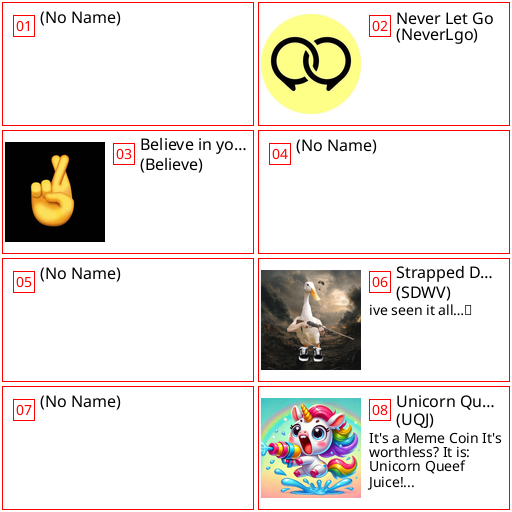 01 (No Name)
02 Never Let Go
(NeverLgo)
03 Believe in yo...
(Believe)
04 (No Name)
05 (No Name)
06 Strapped D...
(SDWV)
ive seen it all...
07 (No Name)
08 Unicorn Qu...
(UQJ)
It's a Meme Coin It's
worthless? It is:
Unicorn Queef
Juice!...